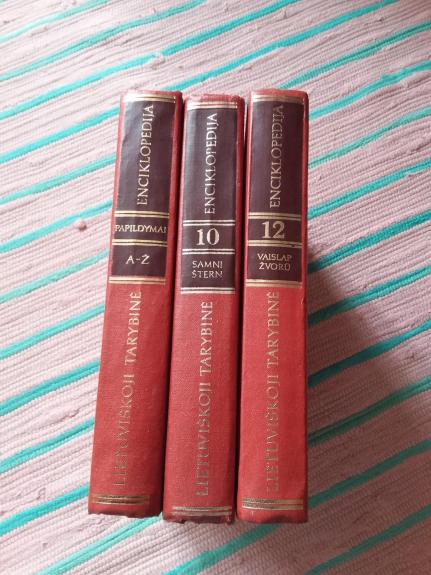 LIETUVIŠKOJI TARYBINĖ ENCIKLOPEDIJA
PAPILDYMAI
A-Ž
LIETUVIŠKOJI TARYBINĖ ENCIKLOPEDIJA
10
SAMNI
ŠTERN
LIETUVIŠKOJI TARYBINĖ ENCIKLOPEDIJA
12
VAISLAP
ŽVORŪ